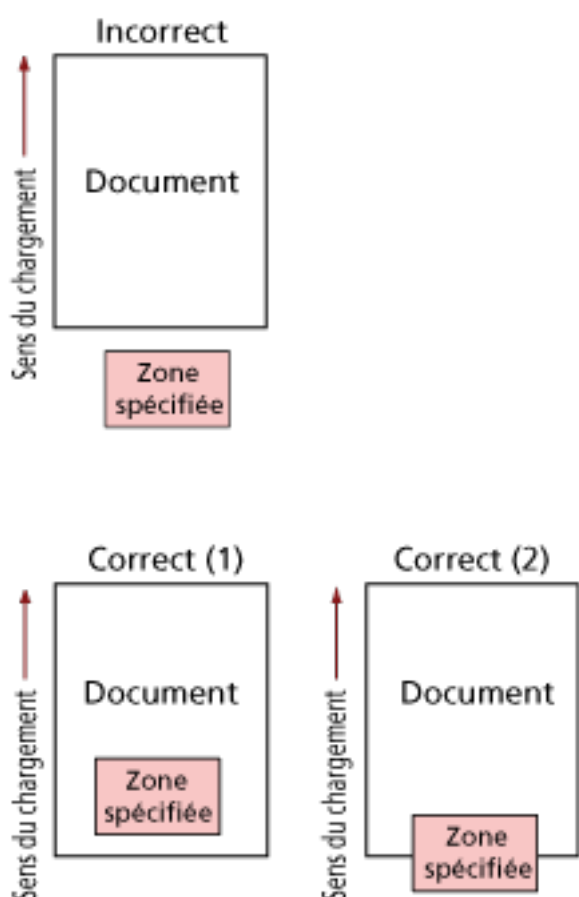 Incorrect
Sens du chargement
Document
Zone
spécifiée
Correct (1)
Sens du chargement
Document
Zone
spécifiée
Correct (2)
Sens du chargement
Document
Zone
spécifiée